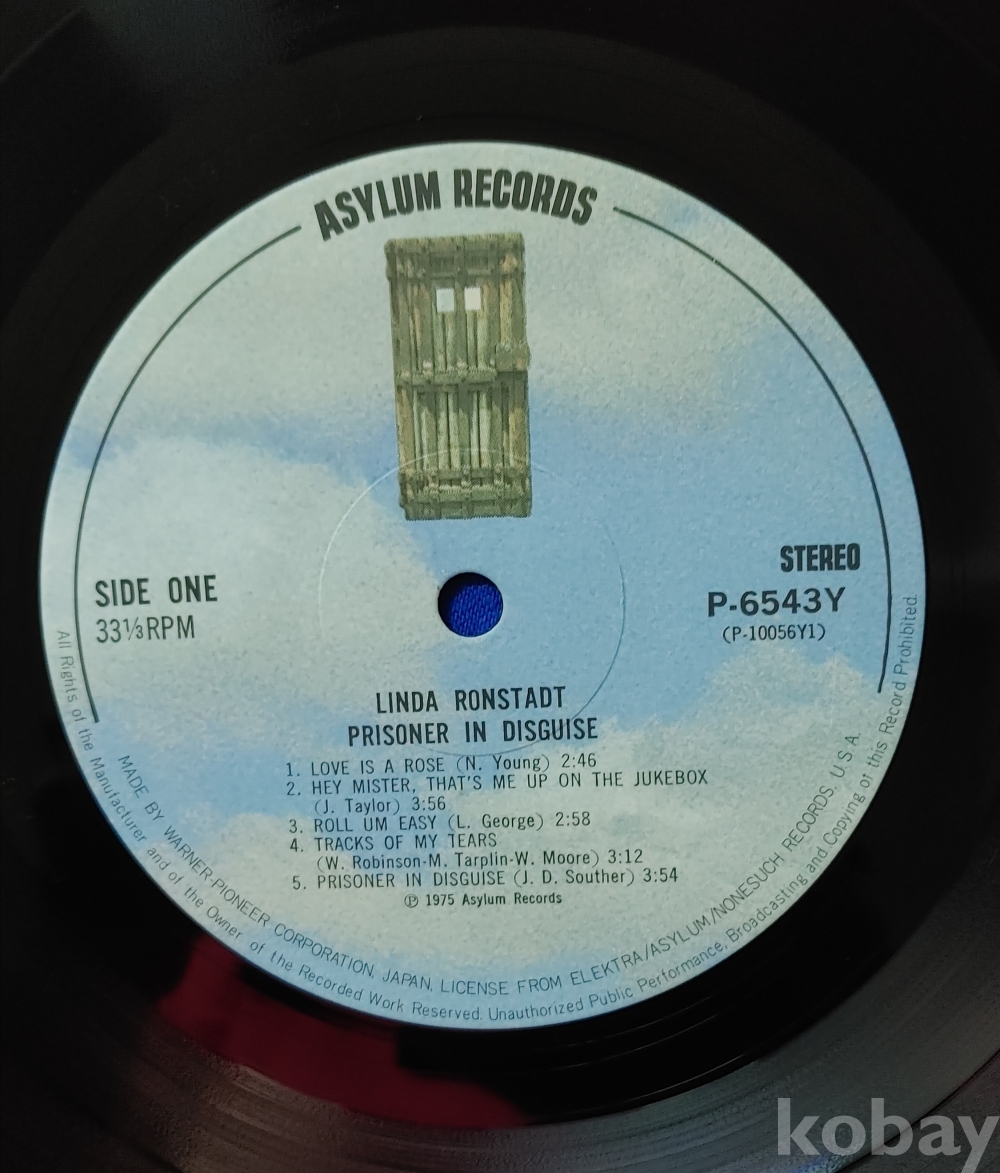 ASYLUM RECORDS
STEREO
SIDE ONE
P-6543Y
33⅓RPM
(P-10056Y1)
LINDA RONSTADT
PRISONER IN DISGUISE
1. LOVE IS A ROSE (N. Young) 2:46
2. HEY MISTER, THAT'S ME UP ON THE JUKEBOX
(J. Taylor) 3:56
3. ROLL UM EASY (L. George) 2:58
4. TRACKS OF MY TEARS
(W. Robinson-M. Tarplin-W. Moore) 3:12
5. PRISONER IN DISGUISE (J. D. Souther) 3:54
℗ 1975 Asylum Records
MADE BY WARNER-PIONEER CORPORATION, JAPAN, LICENSE FROM ELEKTRA/ASYLUM/NONESUCH RECORDS, U.S.A.
All Rights of the Manufacturer and of the Owner of the Recorded Work Reserved. Unauthorized Public Performance, Broadcasting and Copying of this Record Prohibited.
kobay